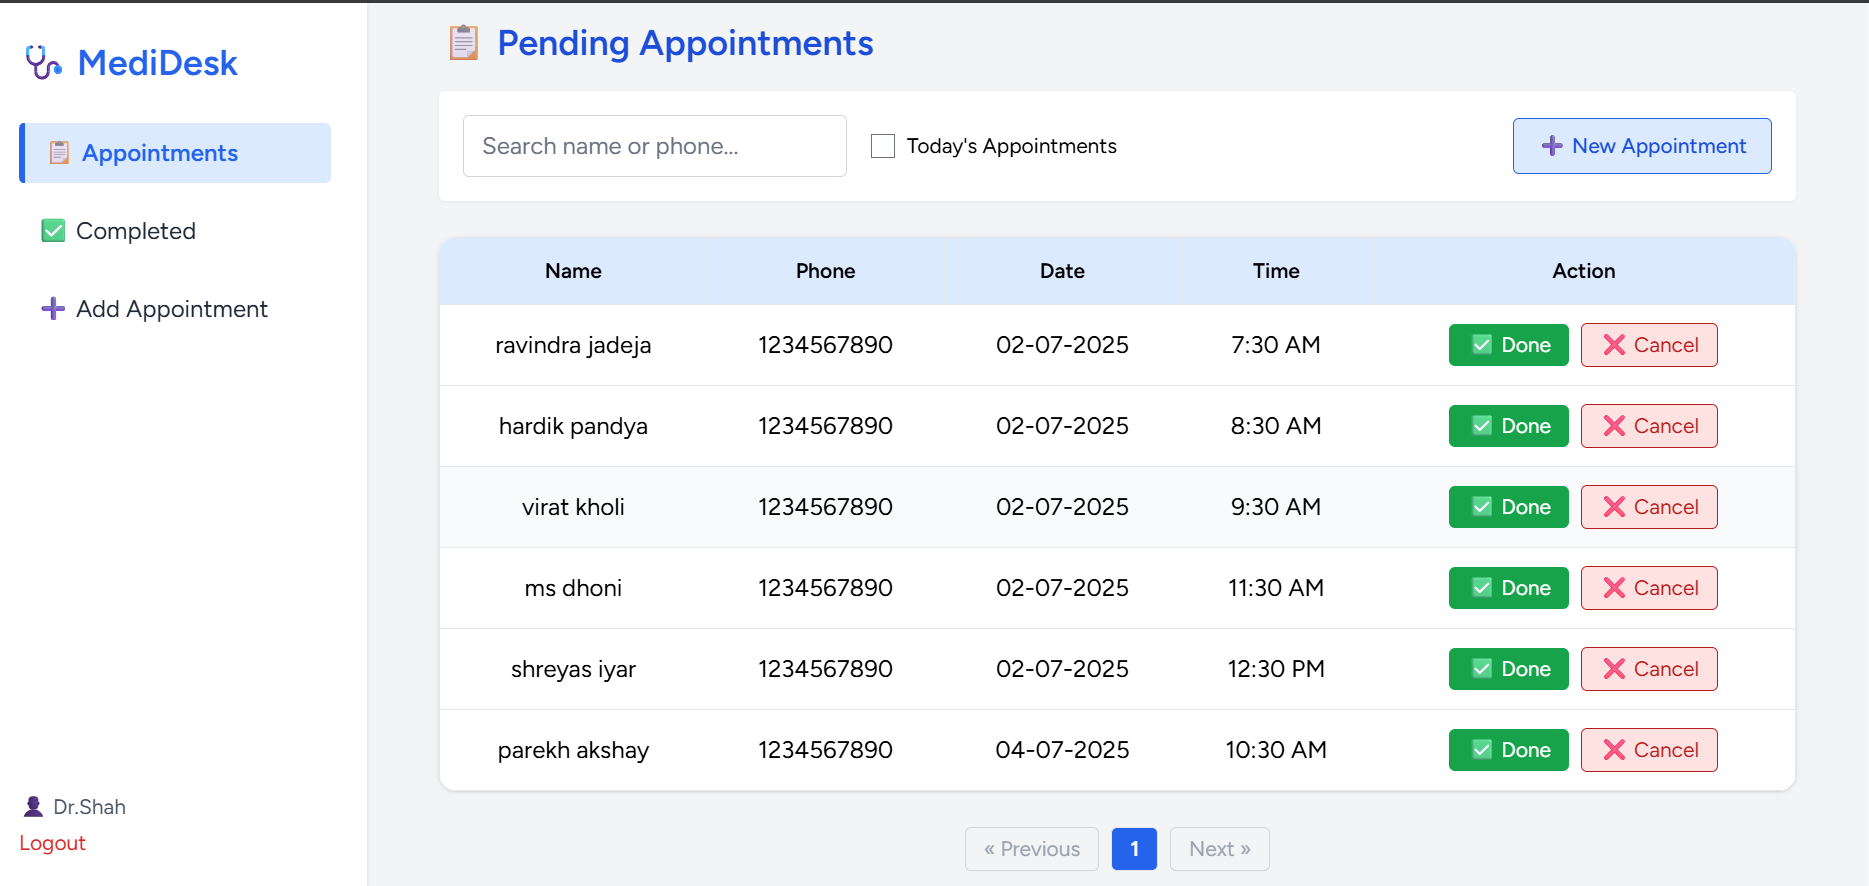 MediDesk
Appointments
Completed
Add Appointment
Dr.Shah
Logout
Pending Appointments
Search name or phone...
Today's Appointments
New Appointment
Name Phone Date Time Action
ravindra jadeja 1234567890 02-07-2025 7:30 AM Done Cancel
hardik pandya 1234567890 02-07-2025 8:30 AM Done Cancel
virat kholi 1234567890 02-07-2025 9:30 AM Done Cancel
ms dhoni 1234567890 02-07-2025 11:30 AM Done Cancel
shreyas iyar 1234567890 02-07-2025 12:30 PM Done Cancel
parekh akshay 1234567890 04-07-2025 10:30 AM Done Cancel
« Previous 1 Next »